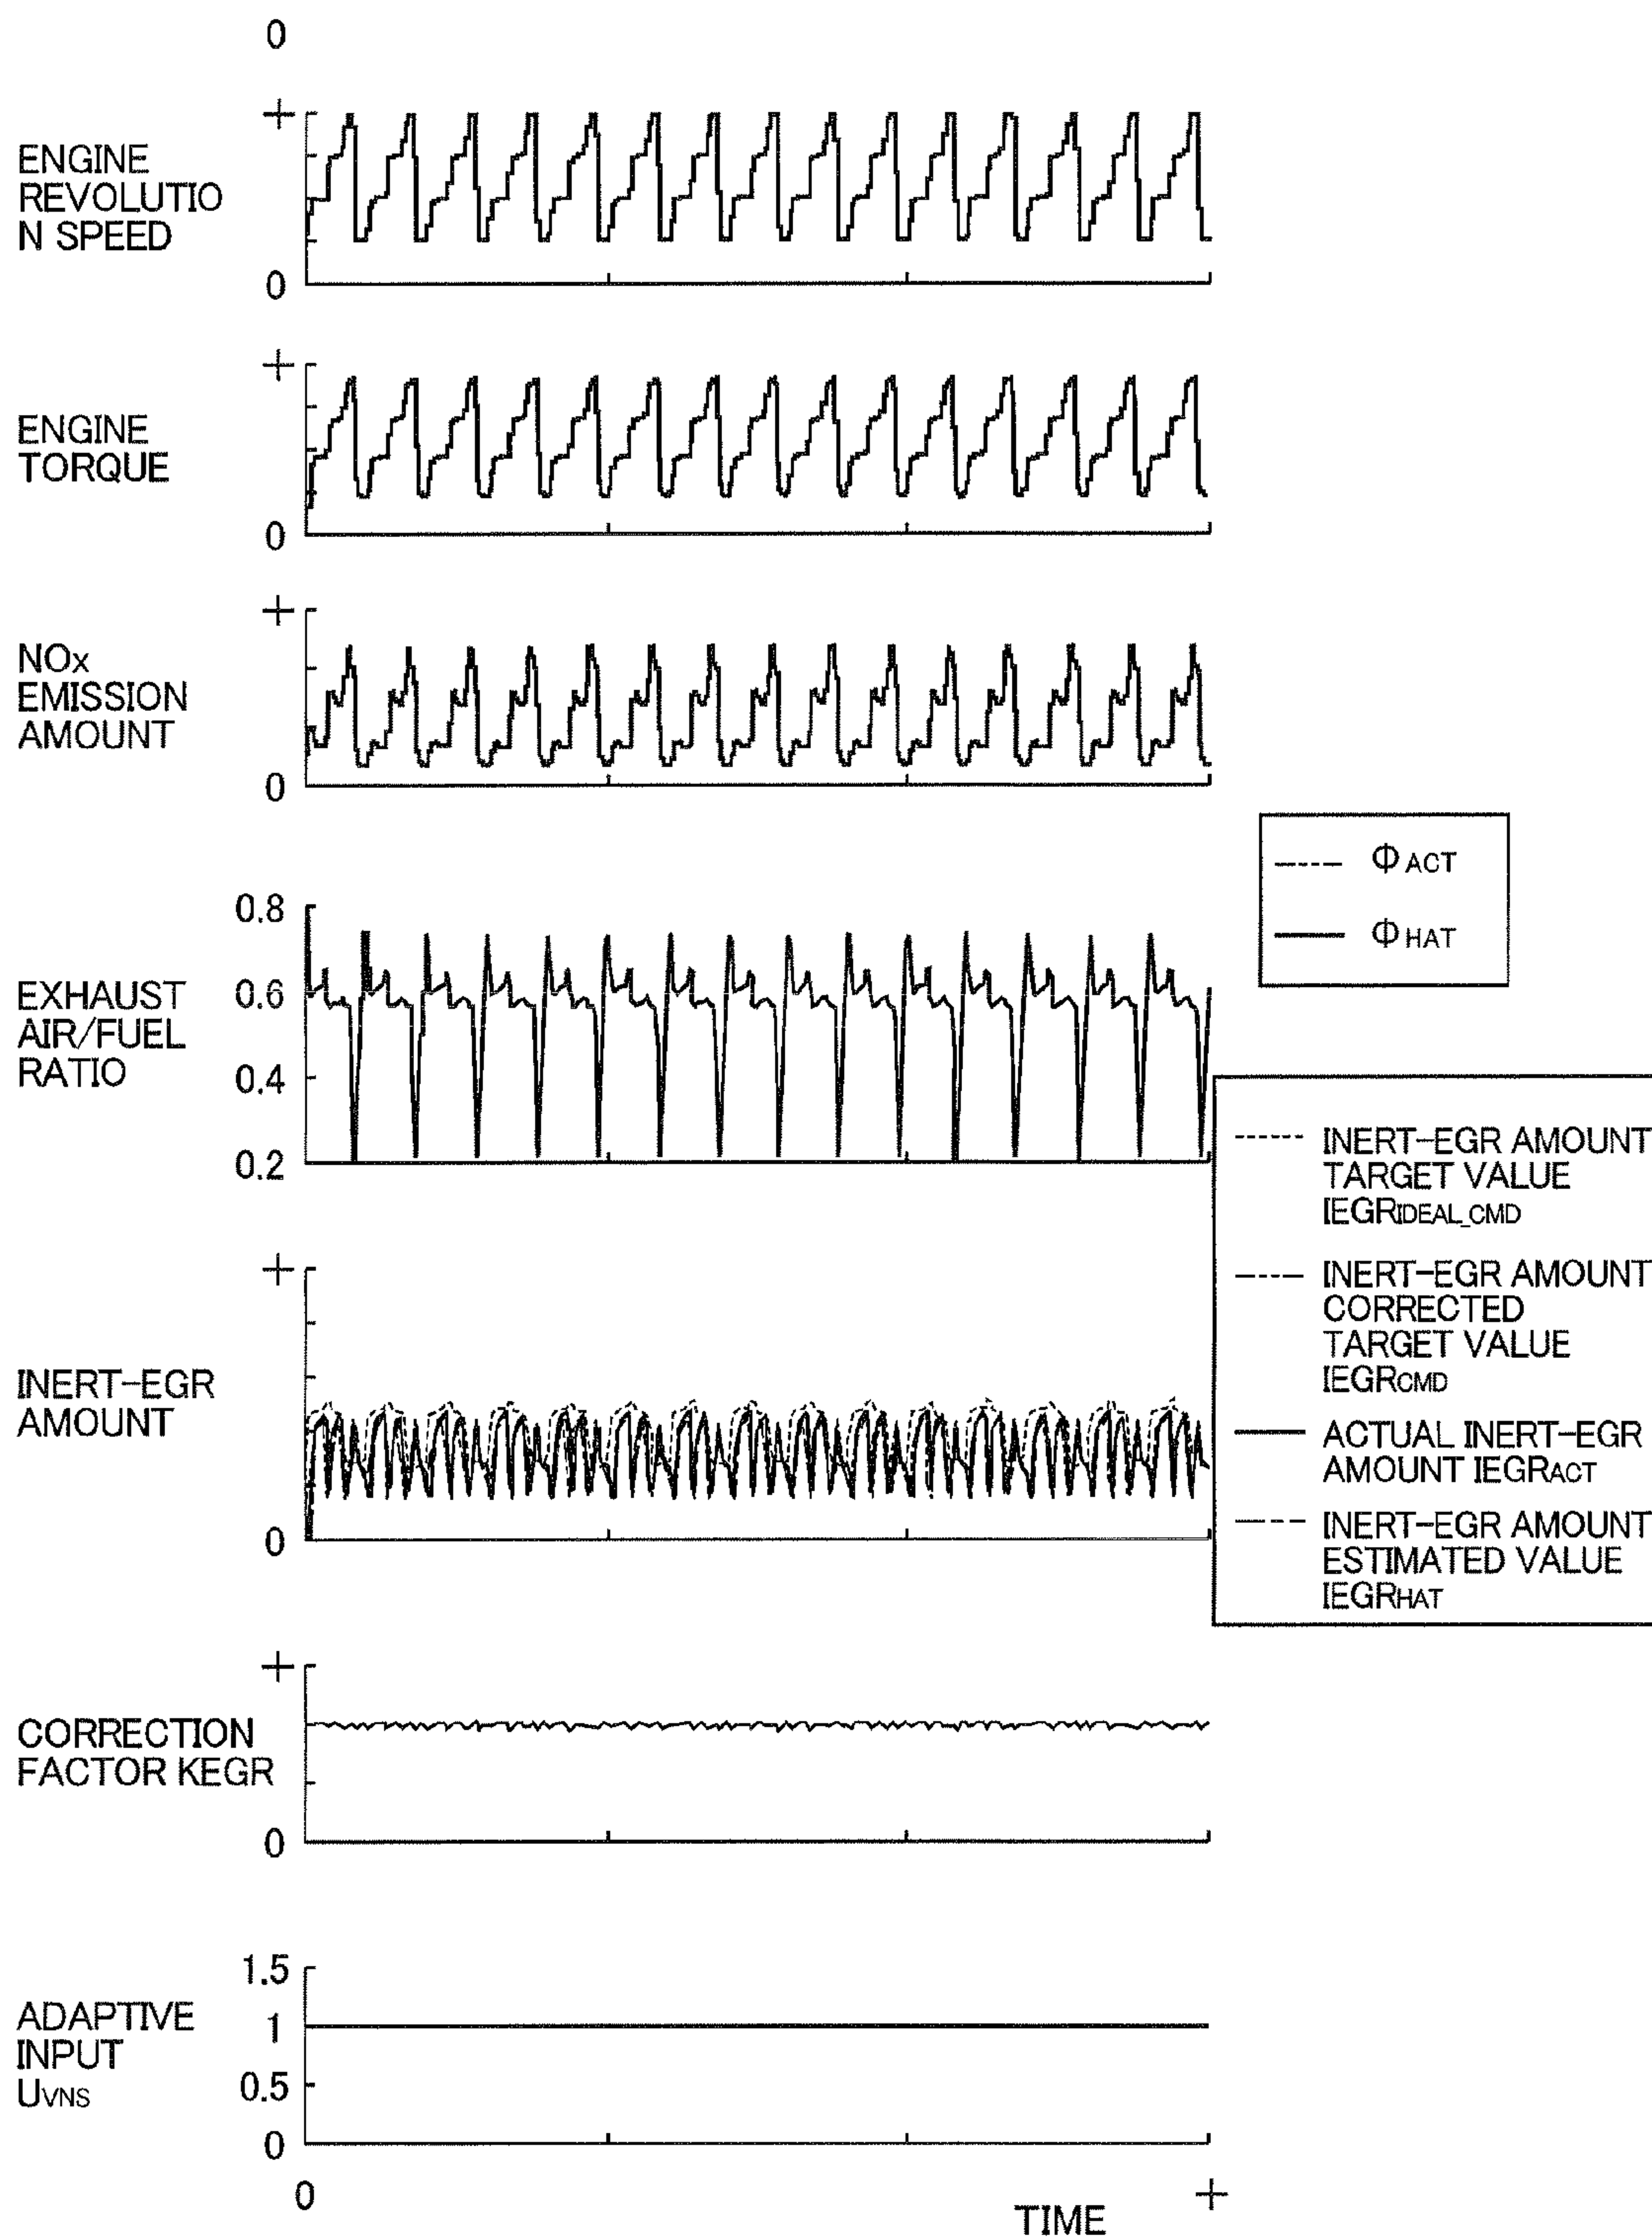 0
+
ENGINE
REVOLUTIO
N SPEED
0
+
ENGINE
TORQUE
0
+
NOx
EMISSION
AMOUNT
0
ΦACT
ΦHAT
0.8
0.6
0.4
0.2
EXHAUST
AIR/FUEL
RATIO
INERT-EGR AMOUNT
TARGET VALUE
IEGRIDEAL_CMD
INERT-EGR AMOUNT
CORRECTED
TARGET VALUE
IEGRCMD
ACTUAL INERT-EGR
AMOUNT IEGRACT
INERT-EGR AMOUNT
ESTIMATED VALUE
IEGRHAT
+
INERT-EGR
AMOUNT
0
+
CORRECTION
FACTOR KEGR
0
1.5
1
0.5
0
ADAPTIVE
INPUT
UVNS
0
TIME
+